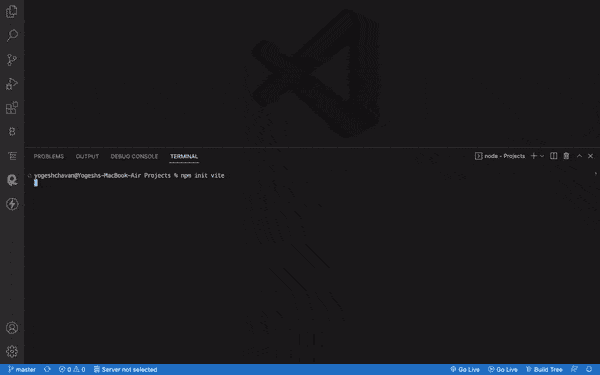 PROBLEMS OUTPUT DEBUG CONSOLE TERMINAL
node - Projects
yogeshchavan@Yogeshs-MacBook-Air Projects % npm init vite
master
0 0
Server not selected
Go Live
Go Live
Build Tree